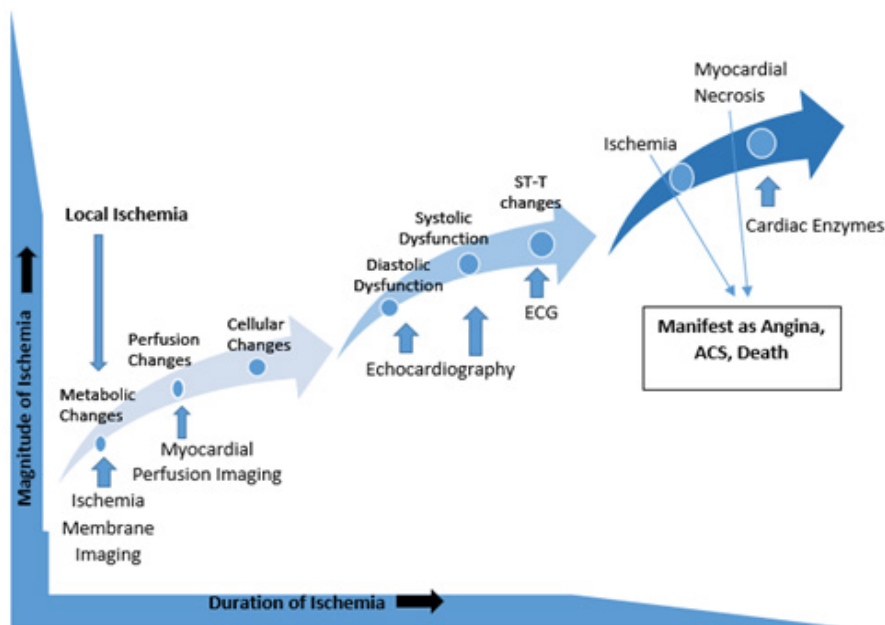 Myocardial
Necrosis
Ischemia
ST-T
changes
Cardiac Enzymes
Local Ischemia
Systolic
Dysfunction
Diastolic
Dysfunction
ECG
Manifest as Angina,
ACS, Death
Cellular
Changes
Perfusion
Changes
Echocardiography
Metabolic
Changes
Myocardial
Perfusion Imaging
Ischemia
Membrane
Imaging
Magnitude of Ischemia
Duration of Ischemia